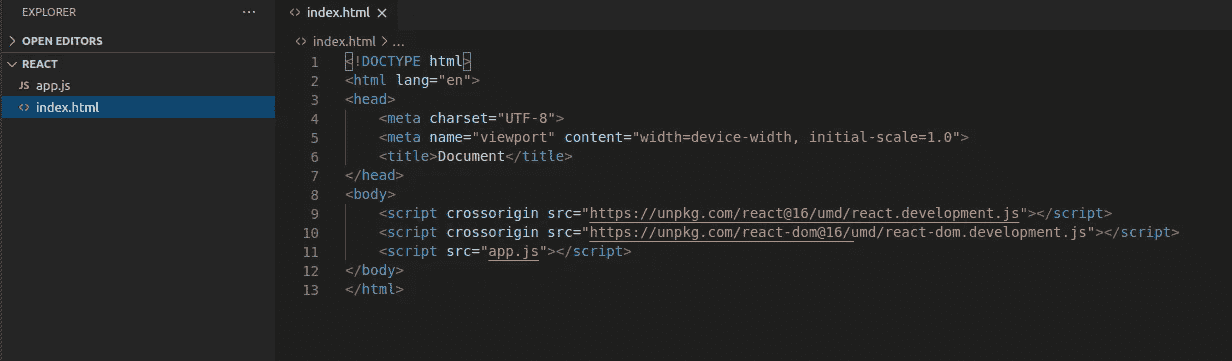 EXPLORER ...
OPEN EDITORS
REACT
JS app.js
<> index.html
<> index.html ×
<> index.html > ...
1 <!DOCTYPE html>
2 <html lang="en">
3 <head>
4     <meta charset="UTF-8">
5     <meta name="viewport" content="width=device-width, initial-scale=1.0">
6     <title>Document</title>
7 </head>
8 <body>
9     <script crossorigin src="https://unpkg.com/react@16/umd/react.development.js"></script>
10     <script crossorigin src="https://unpkg.com/react-dom@16/umd/react-dom.development.js"></script>
11     <script src="app.js"></script>
12 </body>
13 </html>